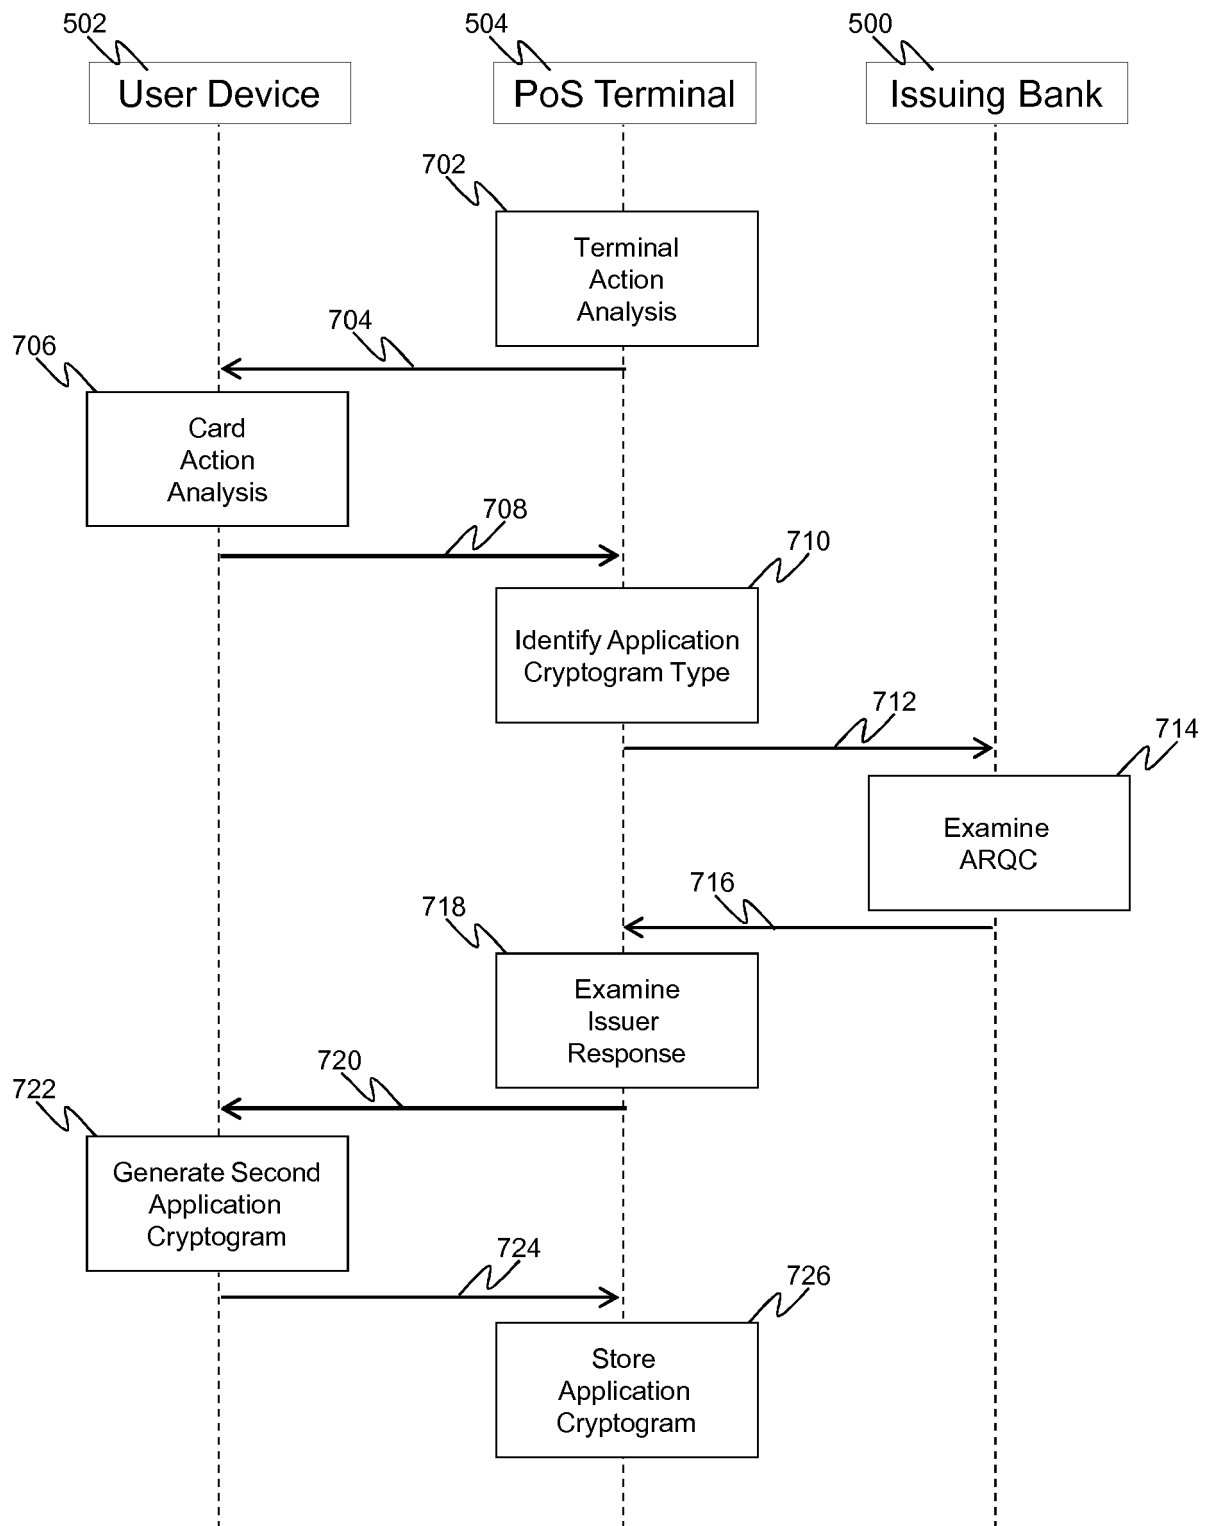 502
504
500
User Device
PoS Terminal
Issuing Bank
702
Terminal
Action
Analysis
704
706
Card
Action
Analysis
708
710
Identify Application
Cryptogram Type
712
714
Examine
ARQC
716
718
Examine
Issuer
Response
720
722
Generate Second
Application
Cryptogram
724
726
Store
Application
Cryptogram